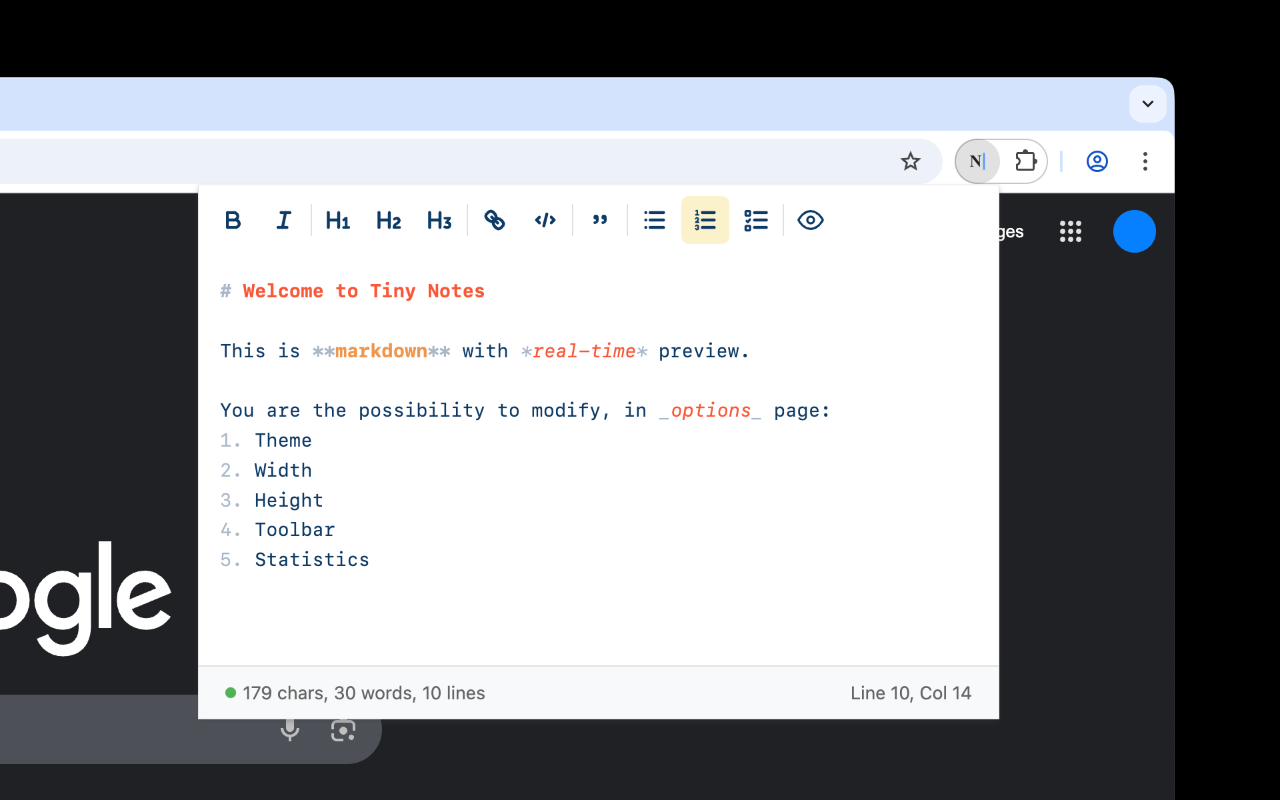 N|
B I H1 H2 H3
ges
# Welcome to Tiny Notes
This is **markdown** with *real-time* preview.
You are the possibility to modify, in _options_ page:
1. Theme
2. Width
3. Height
4. Toolbar
5. Statistics
ogle
179 chars, 30 words, 10 lines
Line 10, Col 14